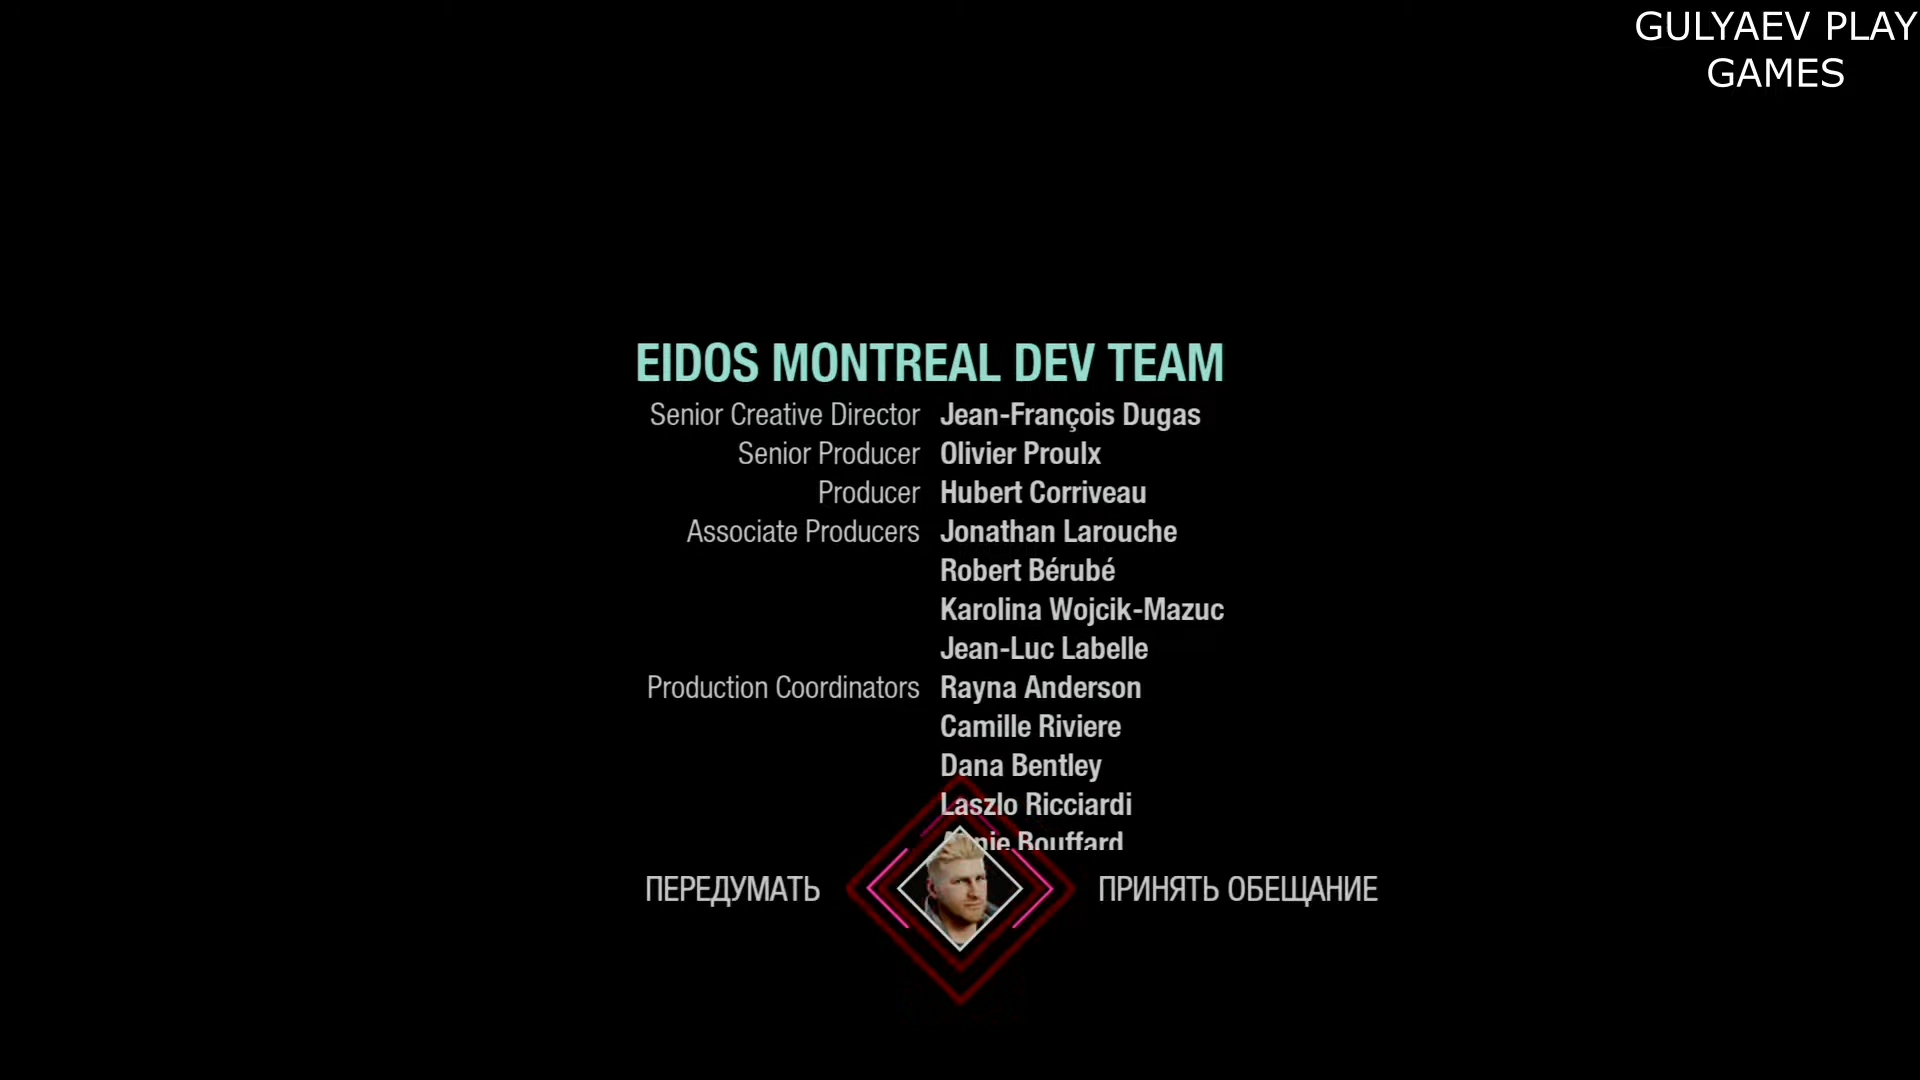 GULYAEV PLAY
GAMES
EIDOS MONTREAL DEV TEAM
Senior Creative Director Jean-François Dugas
Senior Producer Olivier Proulx
Producer Hubert Corriveau
Associate Producers Jonathan Larouche
Robert Bérubé
Karolina Wojcik-Mazuc
Jean-Luc Labelle
Production Coordinators Rayna Anderson
Camille Riviere
Dana Bentley
Laszlo Ricciardi
Bouffard
ПЕРЕДУМАТЬ ПРИНЯТЬ ОБЕЩАНИЕ